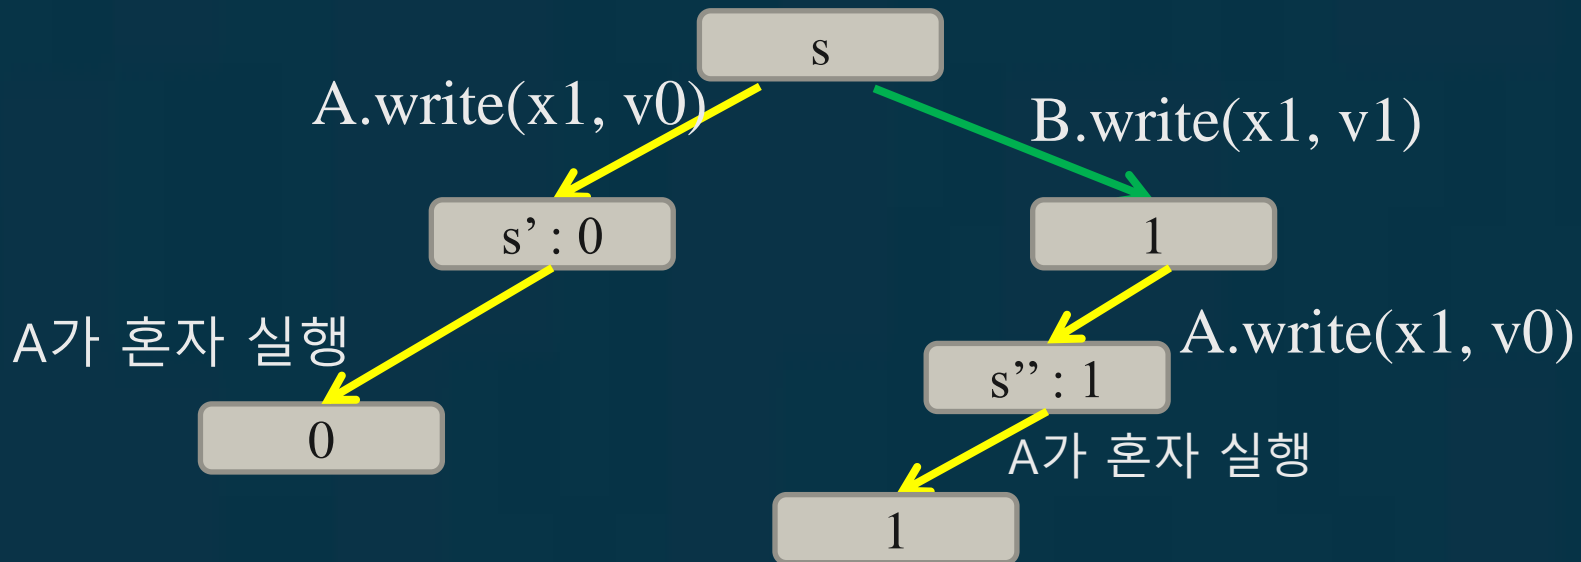 s
A.write(x1, v0)
B.write(x1, v1)
s’ : 0
1
A가 혼자 실행
A.write(x1, v0)
s” : 1
0
A가 혼자 실행
1